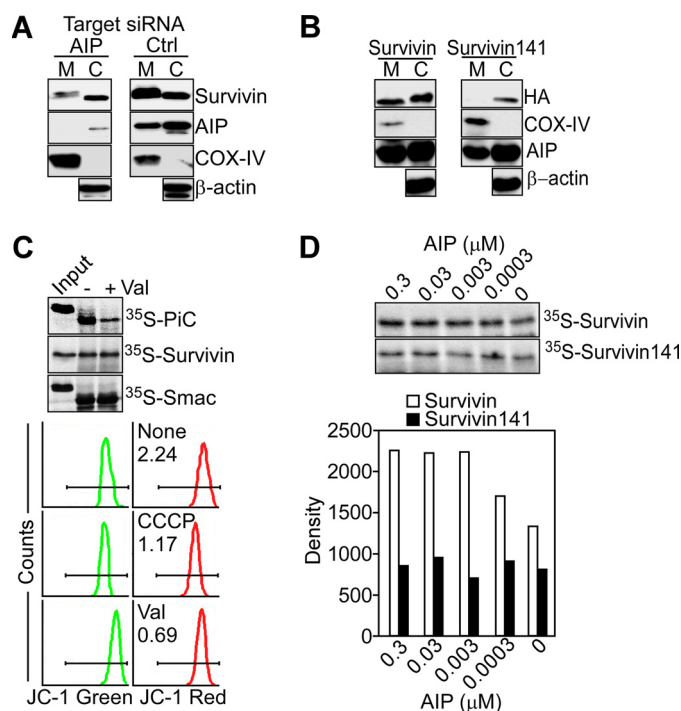 A
Target siRNA
AIP Ctrl
M C M C
Survivin
AIP
COX-IV
β-actin
B
Survivin Survivin141
M C M C
HA
COX-IV
AIP
β-actin
C
Input - + Val
35S-PiC
35S-Survivin
35S-Smac
None
2.24
CCCP
1.17
Val
0.69
Counts
JC-1 Green JC-1 Red
D
AIP (μM)
0.3 0.03 0.003 0.0003 0
35S-Survivin
35S-Survivin141
Survivin
Survivin141
2500
2000
1500
1000
500
0
Density
0.3 0.03 0.003 0.0003 0
AIP (μM)